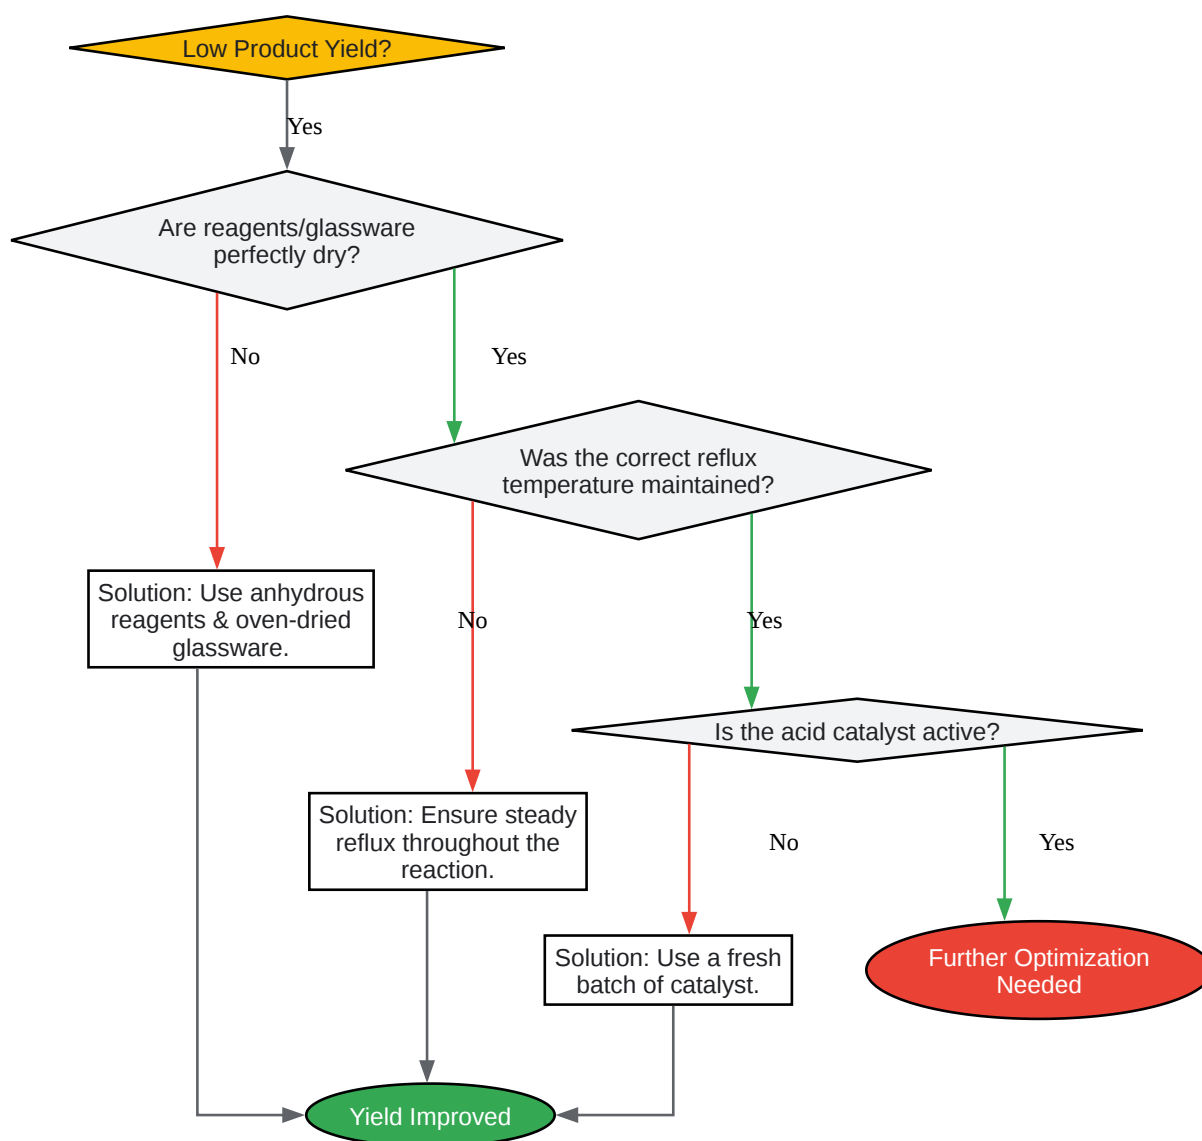 Low Product Yield?
Yes
Are reagents/glassware
perfectly dry?
No
Yes
Was the correct reflux
temperature maintained?
Solution: Use anhydrous
reagents & oven-dried
glassware.
No
Yes
Is the acid catalyst active?
Solution: Ensure steady
reflux throughout the
reaction.
No
Yes
Solution: Use a fresh
batch of catalyst.
Further Optimization
Needed
Yield Improved